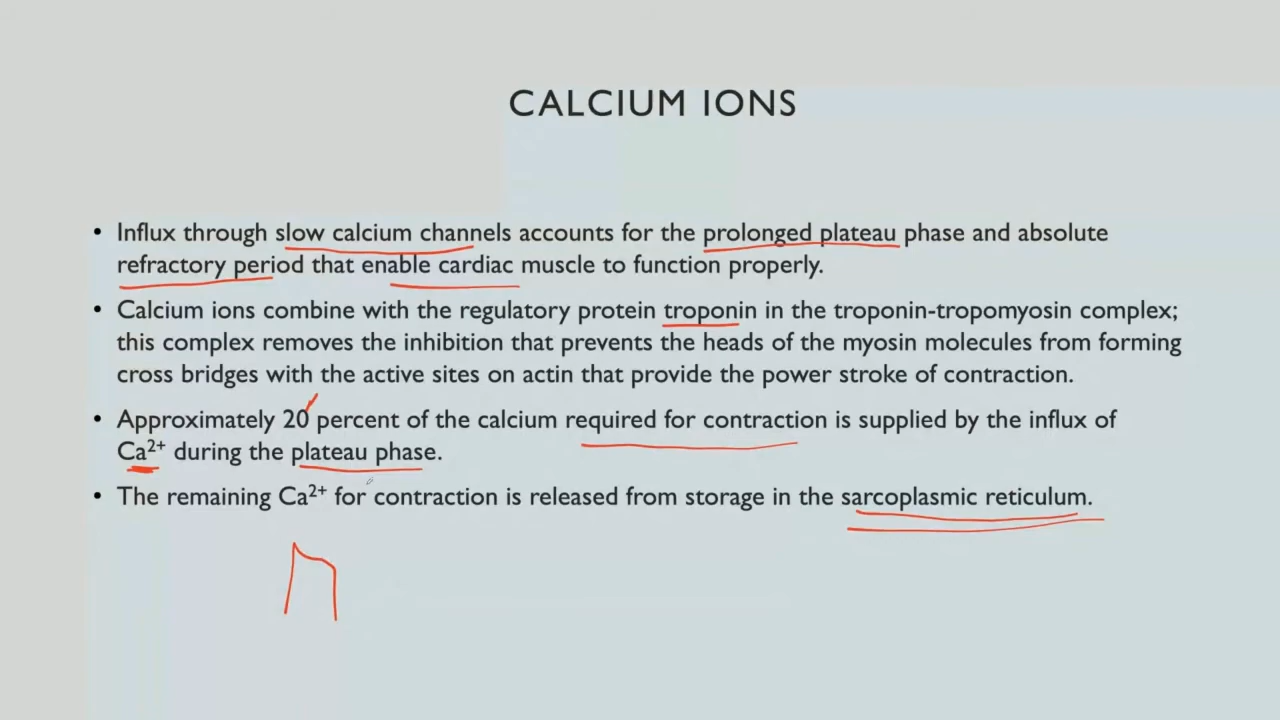 CALCIUM IONS
• Influx through slow calcium channels accounts for the prolonged plateau phase and absolute
refractory period that enable cardiac muscle to function properly.
• Calcium ions combine with the regulatory protein troponin in the troponin-tropomyosin complex;
this complex removes the inhibition that prevents the heads of the myosin molecules from forming
cross bridges with the active sites on actin that provide the power stroke of contraction.
• Approximately 20 percent of the calcium required for contraction is supplied by the influx of
Ca²⁺ during the plateau phase.
• The remaining Ca²⁺ for contraction is released from storage in the sarcoplasmic reticulum.